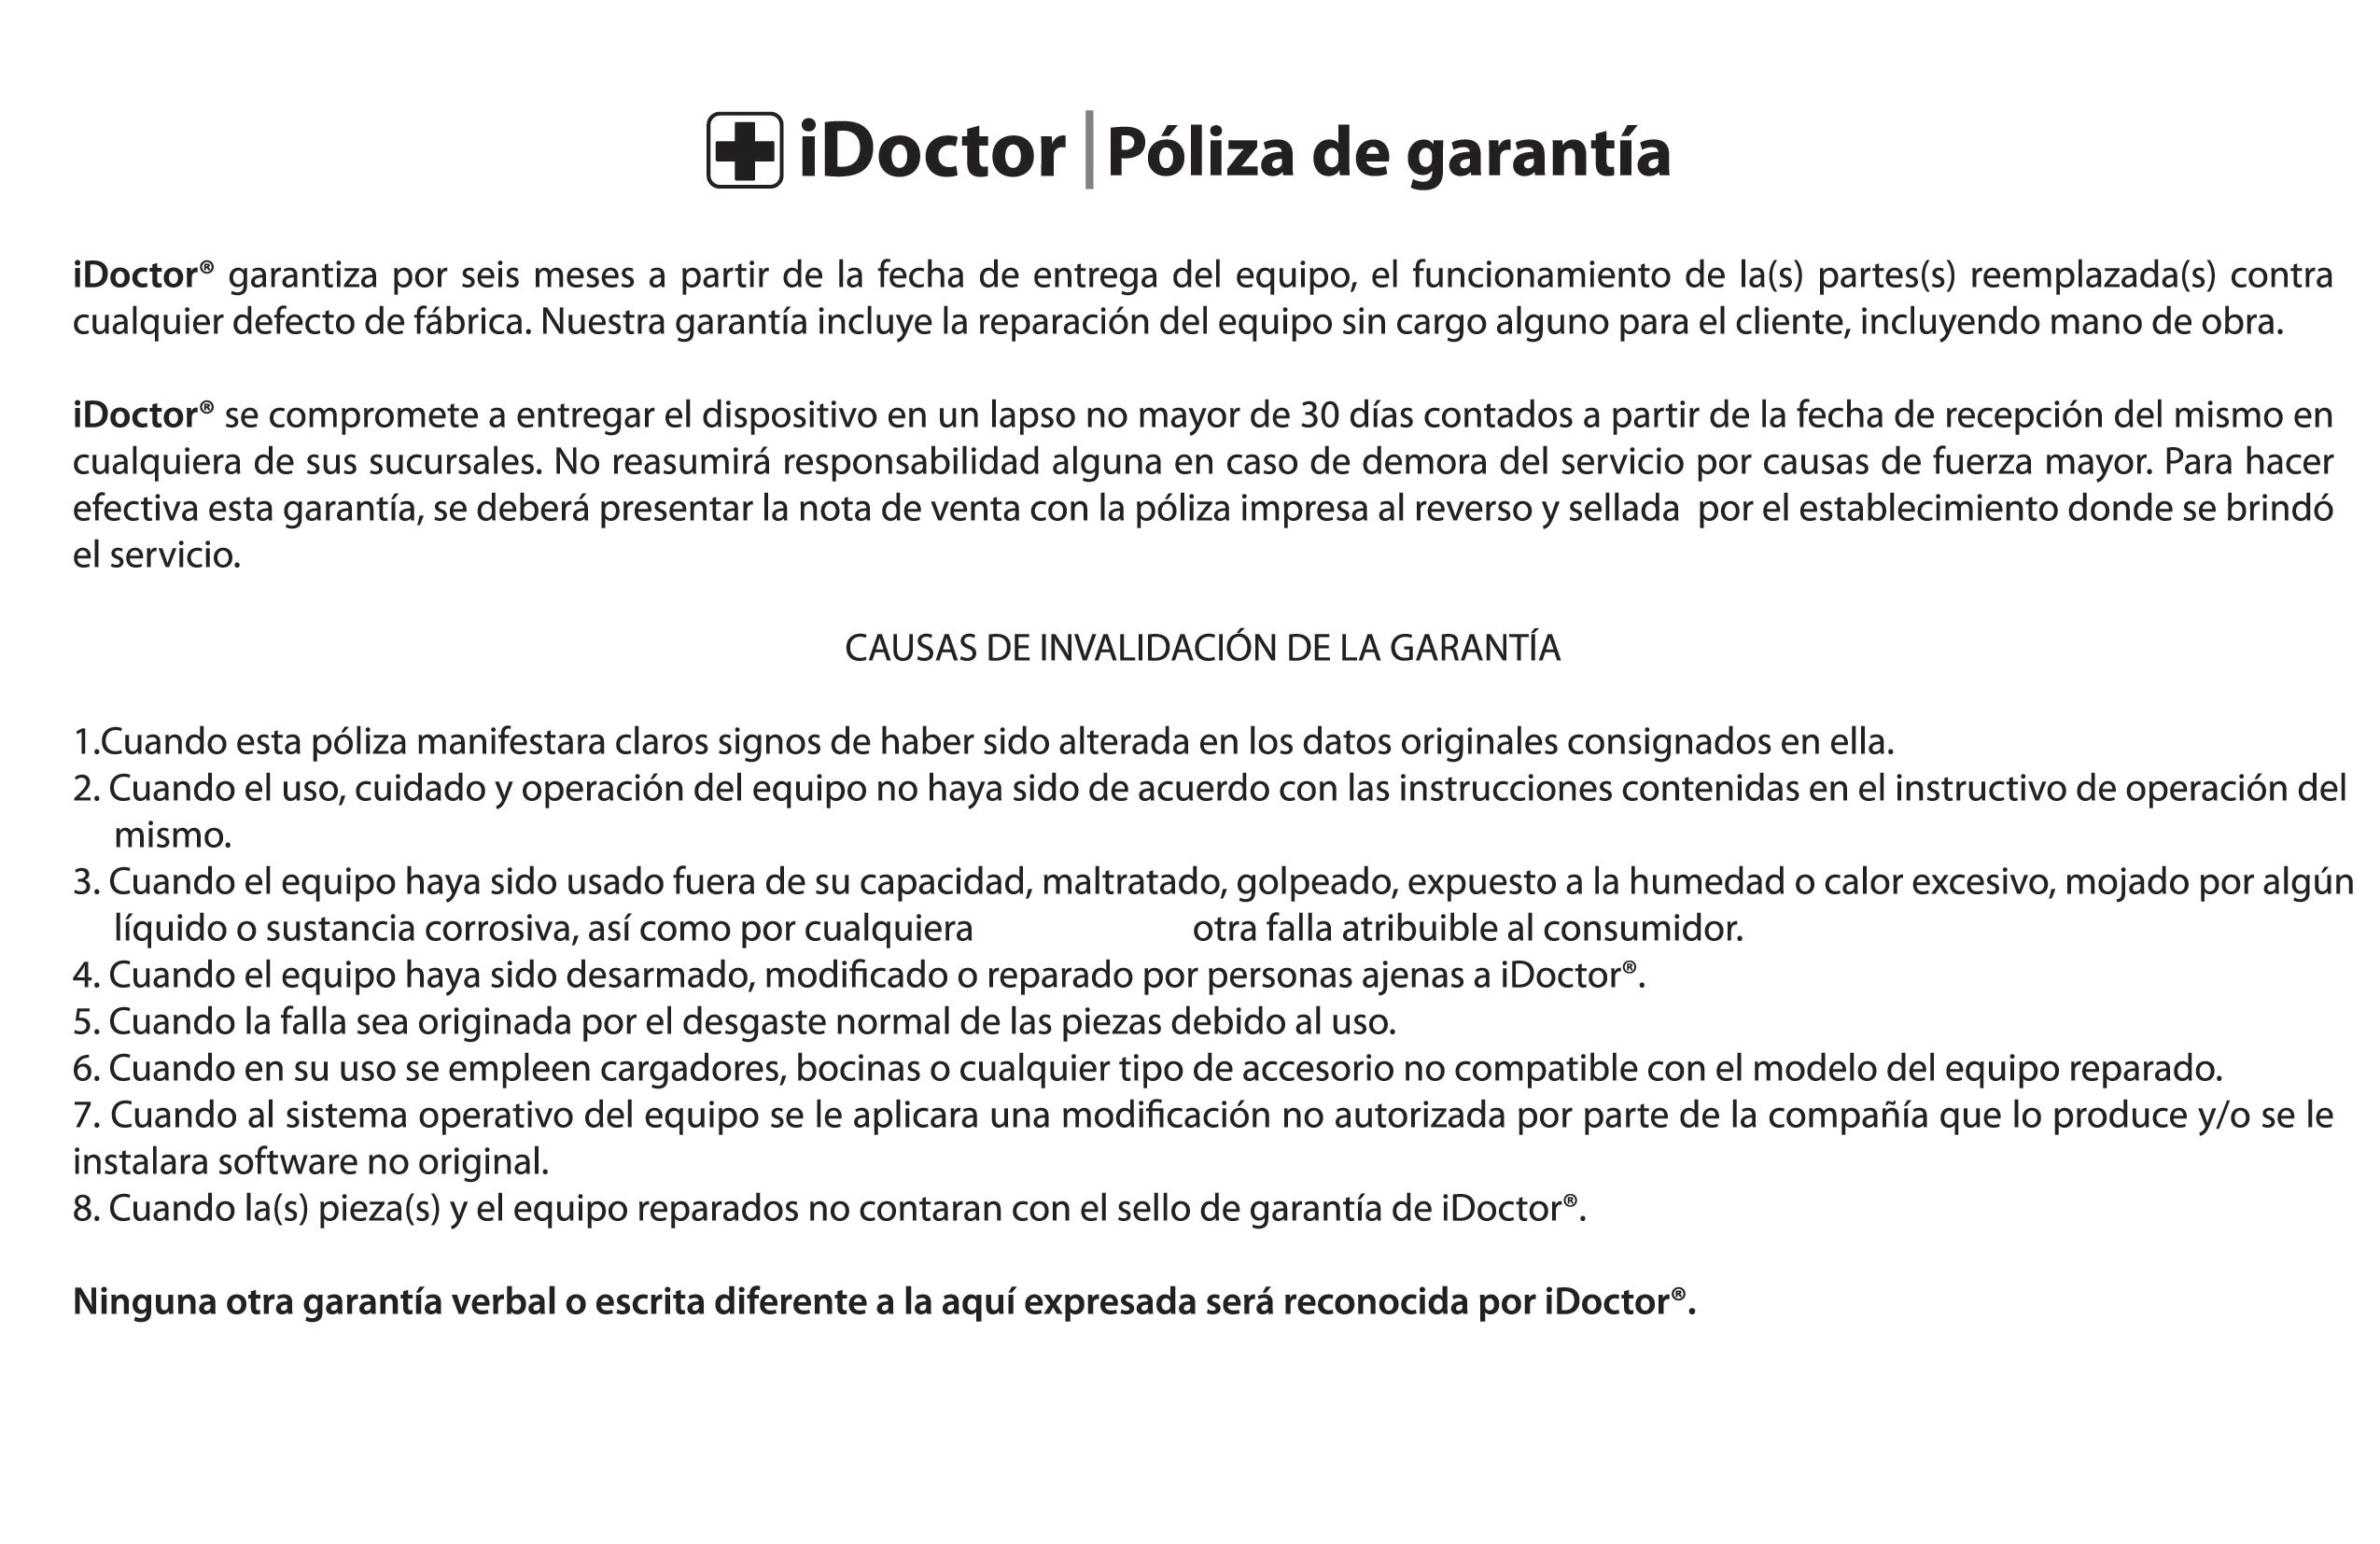 iDoctor | Póliza de garantía
iDoctor® garantiza por seis meses a partir de la fecha de entrega del equipo, el funcionamiento de la(s) partes(s) reemplazada(s) contra
cualquier defecto de fábrica. Nuestra garantía incluye la reparación del equipo sin cargo alguno para el cliente, incluyendo mano de obra.
iDoctor® se compromete a entregar el dispositivo en un lapso no mayor de 30 días contados a partir de la fecha de recepción del mismo en
cualquiera de sus sucursales. No reasumirá responsabilidad alguna en caso de demora del servicio por causas de fuerza mayor. Para hacer
efectiva esta garantía, se deberá presentar la nota de venta con la póliza impresa al reverso y sellada por el establecimiento donde se brindó
el servicio.
CAUSAS DE INVALIDACIÓN DE LA GARANTÍA
1.Cuando esta póliza manifestara claros signos de haber sido alterada en los datos originales consignados en ella.
2. Cuando el uso, cuidado y operación del equipo no haya sido de acuerdo con las instrucciones contenidas en el instructivo de operación del
mismo.
3. Cuando el equipo haya sido usado fuera de su capacidad, maltratado, golpeado, expuesto a la humedad o calor excesivo, mojado por algún
líquido o sustancia corrosiva, así como por cualquiera otra falla atribuible al consumidor.
4. Cuando el equipo haya sido desarmado, modificado o reparado por personas ajenas a iDoctor®.
5. Cuando la falla sea originada por el desgaste normal de las piezas debido al uso.
6. Cuando en su uso se empleen cargadores, bocinas o cualquier tipo de accesorio no compatible con el modelo del equipo reparado.
7. Cuando al sistema operativo del equipo se le aplicara una modificación no autorizada por parte de la compañía que lo produce y/o se le
instalara software no original.
8. Cuando la(s) pieza(s) y el equipo reparados no contaran con el sello de garantía de iDoctor®.
Ninguna otra garantía verbal o escrita diferente a la aquí expresada será reconocida por iDoctor®.